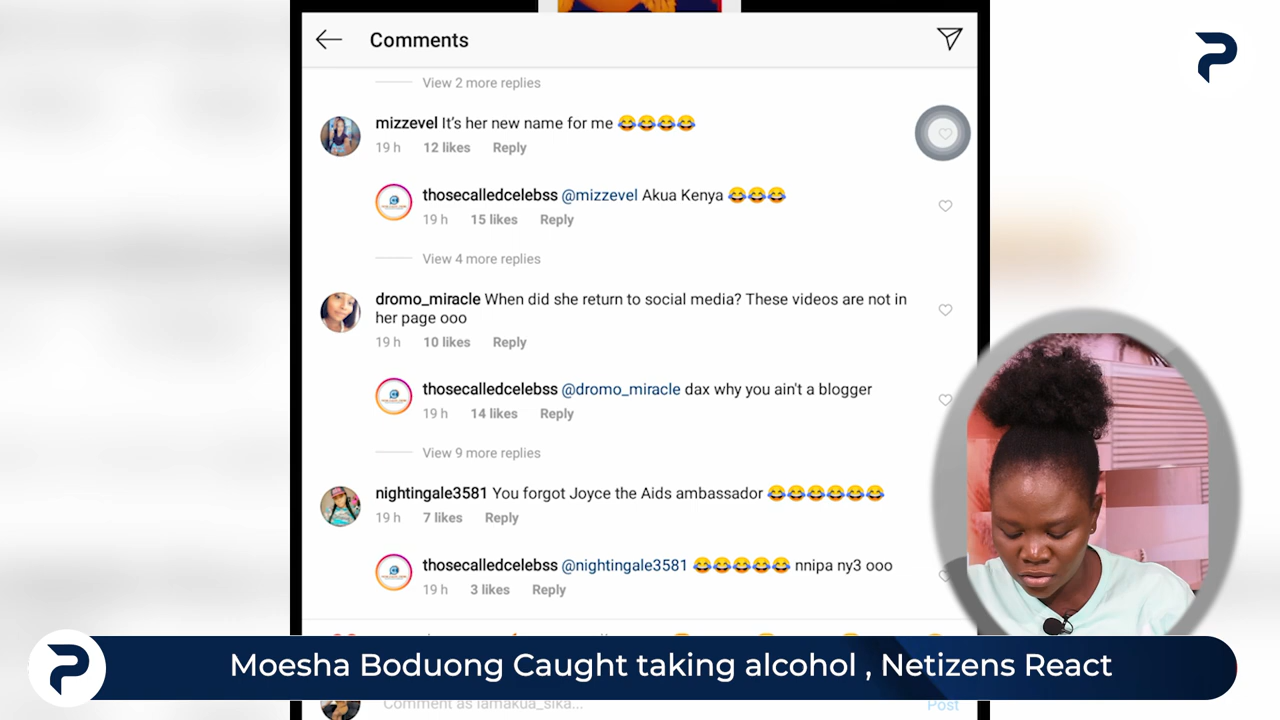 Comments
View 2 more replies
mizzevel It's her new name for me 😂😂😂😂
19 h 12 likes Reply
thosecalledcelebss @mizzevel Akua Kenya 😂😂😂
19 h 15 likes Reply
View 4 more replies
dromo_miracle When did she return to social media? These videos are not in
her page ooo
19 h 10 likes Reply
thosecalledcelebss @dromo_miracle dax why you ain't a blogger
19 h 14 likes Reply
View 9 more replies
nightingale3581 You forgot Joyce the Aids ambassador 😂😂😂😂😂😂
19 h 7 likes Reply
thosecalledcelebss @nightingale3581 😂😂😂😂😂 nnipa ny3 ooo
19 h 3 likes Reply
Moesha Boduong Caught taking alcohol , Netizens React
Comment as iamakua_sika... Post